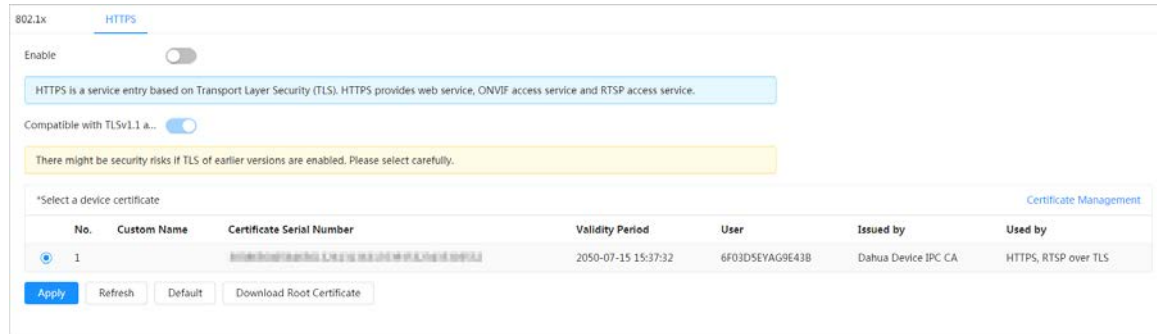 802.1x HTTPS
Enable
HTTPS is a service entry based on Transport Layer Security (TLS). HTTPS provides web service, ONVIF access service and RTSP access service.
Compatible with TLSv1.1 a...
There might be security risks if TLS of earlier versions are enabled. Please select carefully.
*Select a device certificate Certificate Management
No. Custom Name Certificate Serial Number Validity Period User Issued by Used by
1 2050-07-15 15:37:32 6F03D5EYAG9E43B Dahua Device IPC CA HTTPS, RTSP over TLS
Apply Refresh Default Download Root Certificate